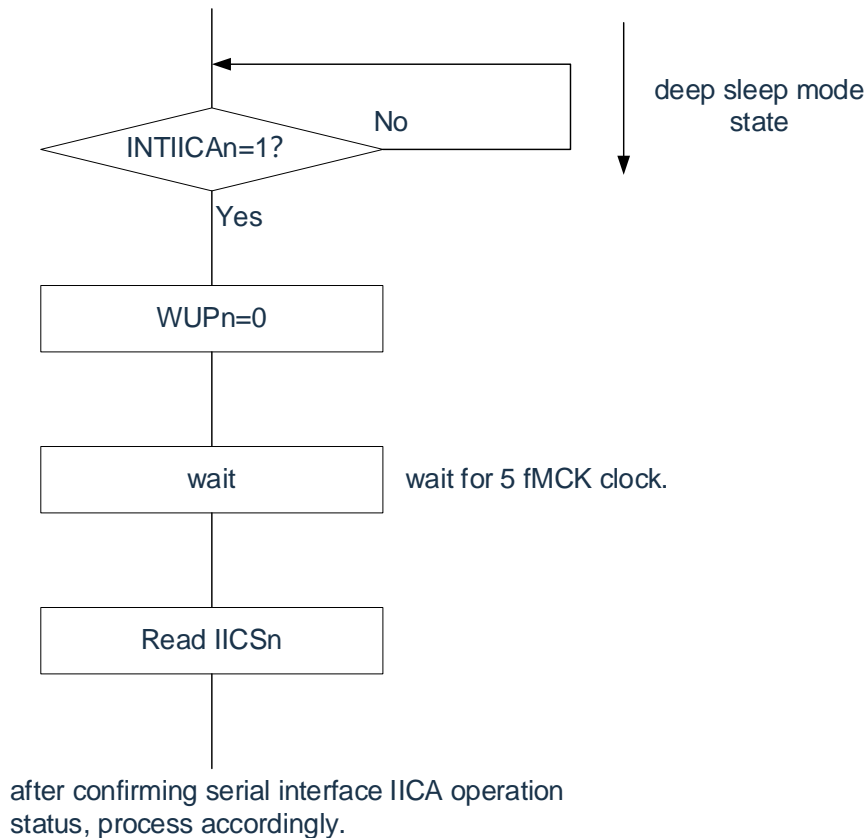 deep sleep mode
state
No
INTIICAn=1?
Yes
WUPn=0
wait
wait for 5 fMCK clock.
Read IICSn
after confirming serial interface IICA operation
status, process accordingly.